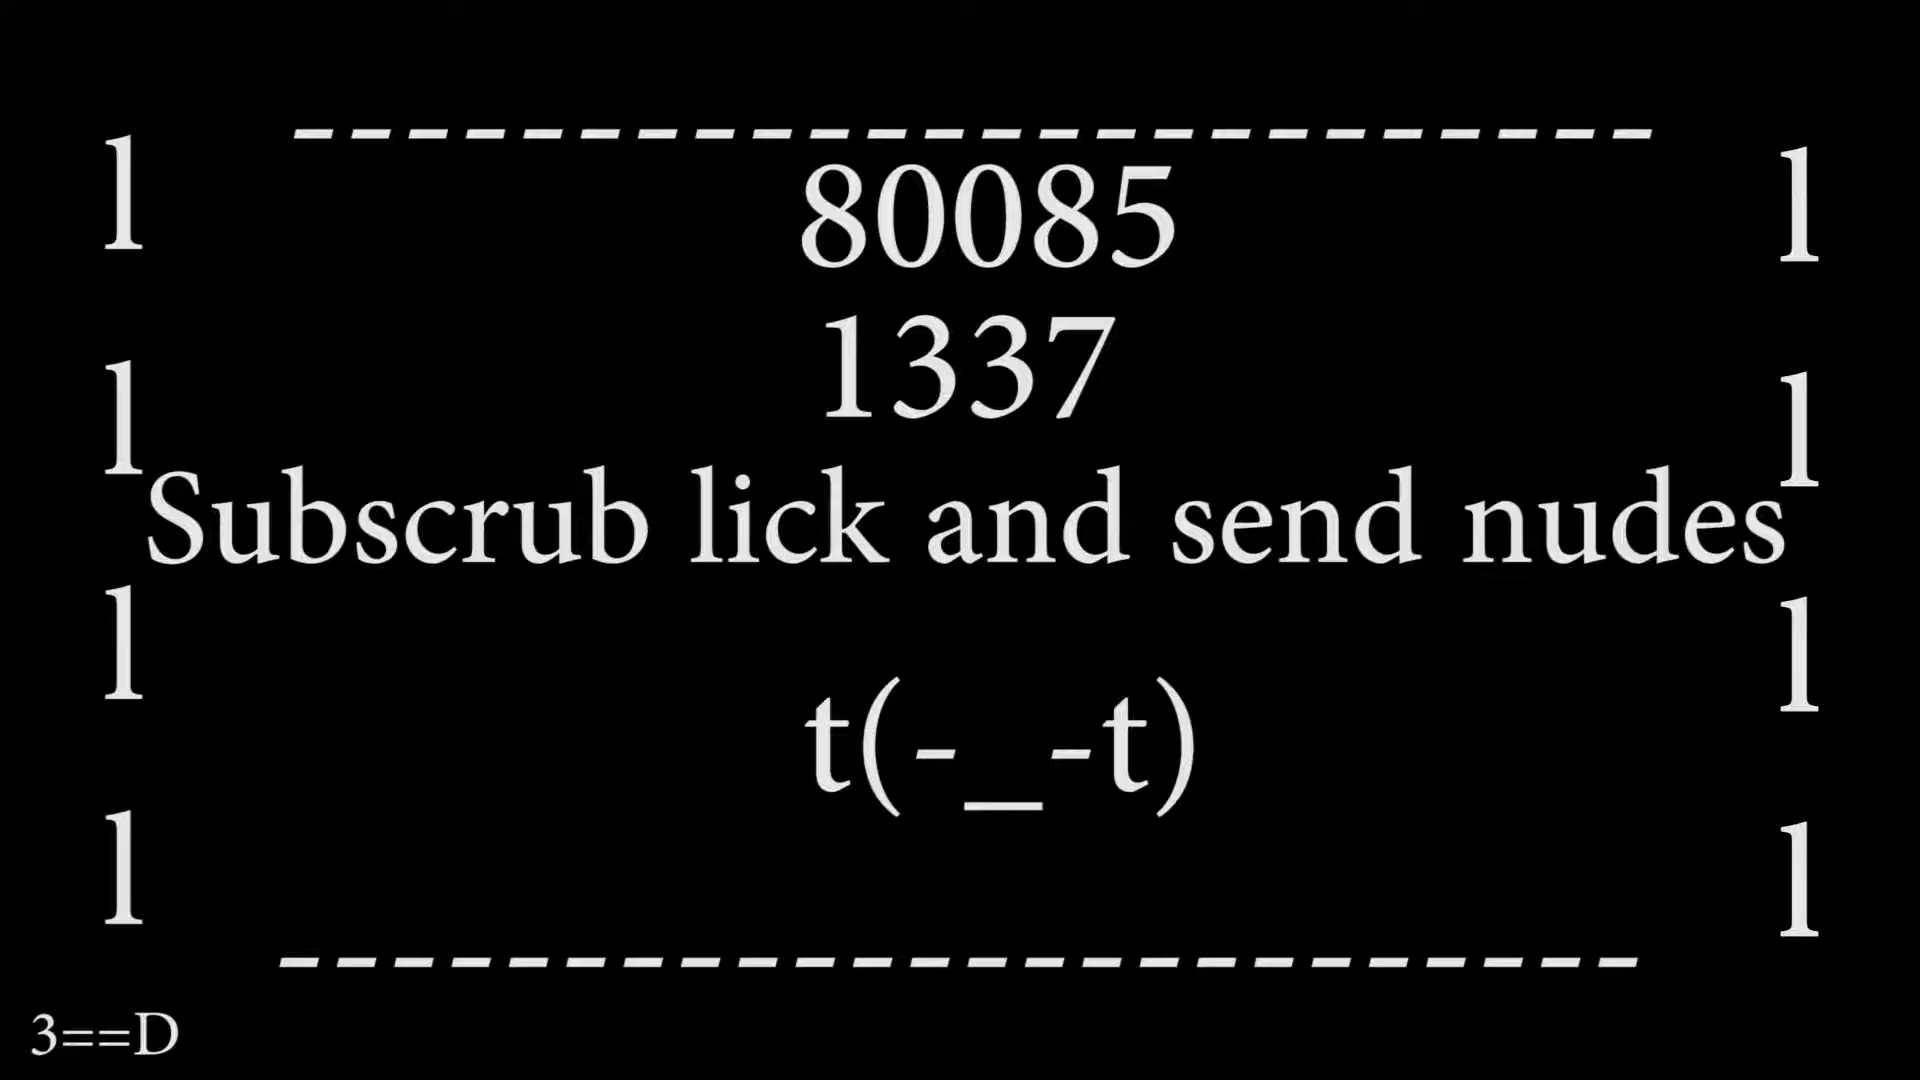 ------------------------
l l
80085
1337
l l
Subscrub lick and send nudes
l l
t(-_-t)
l l
------------------------
3==D